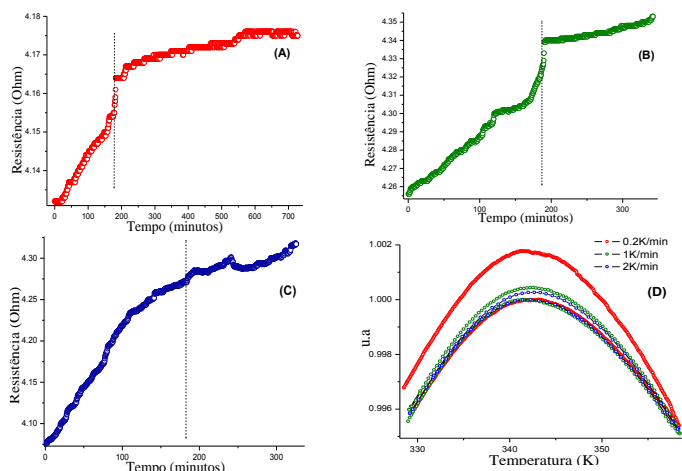 4.18
4.17
4.16
4.15
4.14
Resistência (Ohm)
(A)
0 100 200 300 400 500 600 700
Tempo (minutos)
4.35
4.34
4.33
4.32
4.31
4.30
4.29
4.28
4.27
4.26
Resistência (Ohm)
(B)
0 100 200 300
Tempo (minutos)
4.30
4.25
4.20
4.15
4.10
Resistência (Ohm)
(C)
0 100 200 300
Tempo (minutos)
1.002
1.000
0.998
0.996
u.a
0.2K/min
1K/min
2K/min
(D)
330 340 350
Temperatura (K)